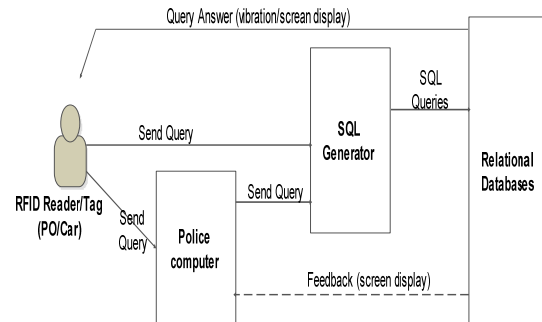 Query Answer (vibration/screan display)
SQL
Queries
SQL
Generator
Send Query
Relational
Databases
RFID Reader/Tag
(PO/Car)
Send
Query
Send Query
Police
computer
Feedback (screen display)